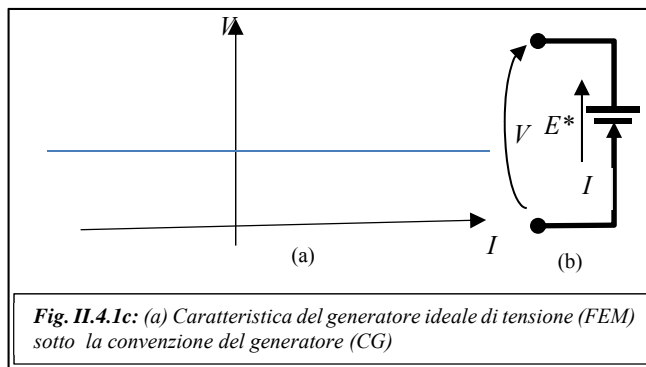 V
V
E*
I
I
(a)
(b)
Fig. II.4.1c: (a) Caratteristica del generatore ideale di tensione (FEM)
sotto la convenzione del generatore (CG)